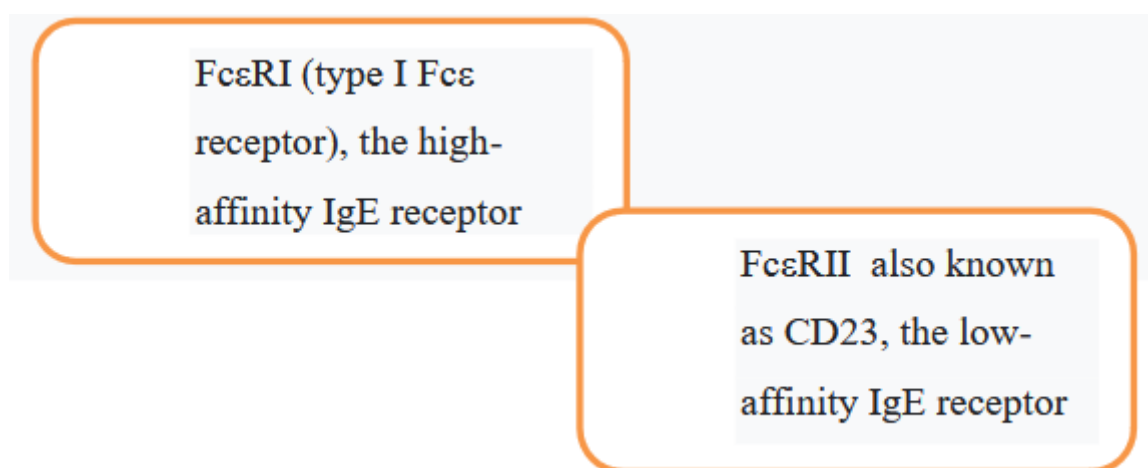 FcεRI (type I Fcε
receptor), the high-
affinity IgE receptor
FcεRII  also known
as CD23, the low-
affinity IgE receptor